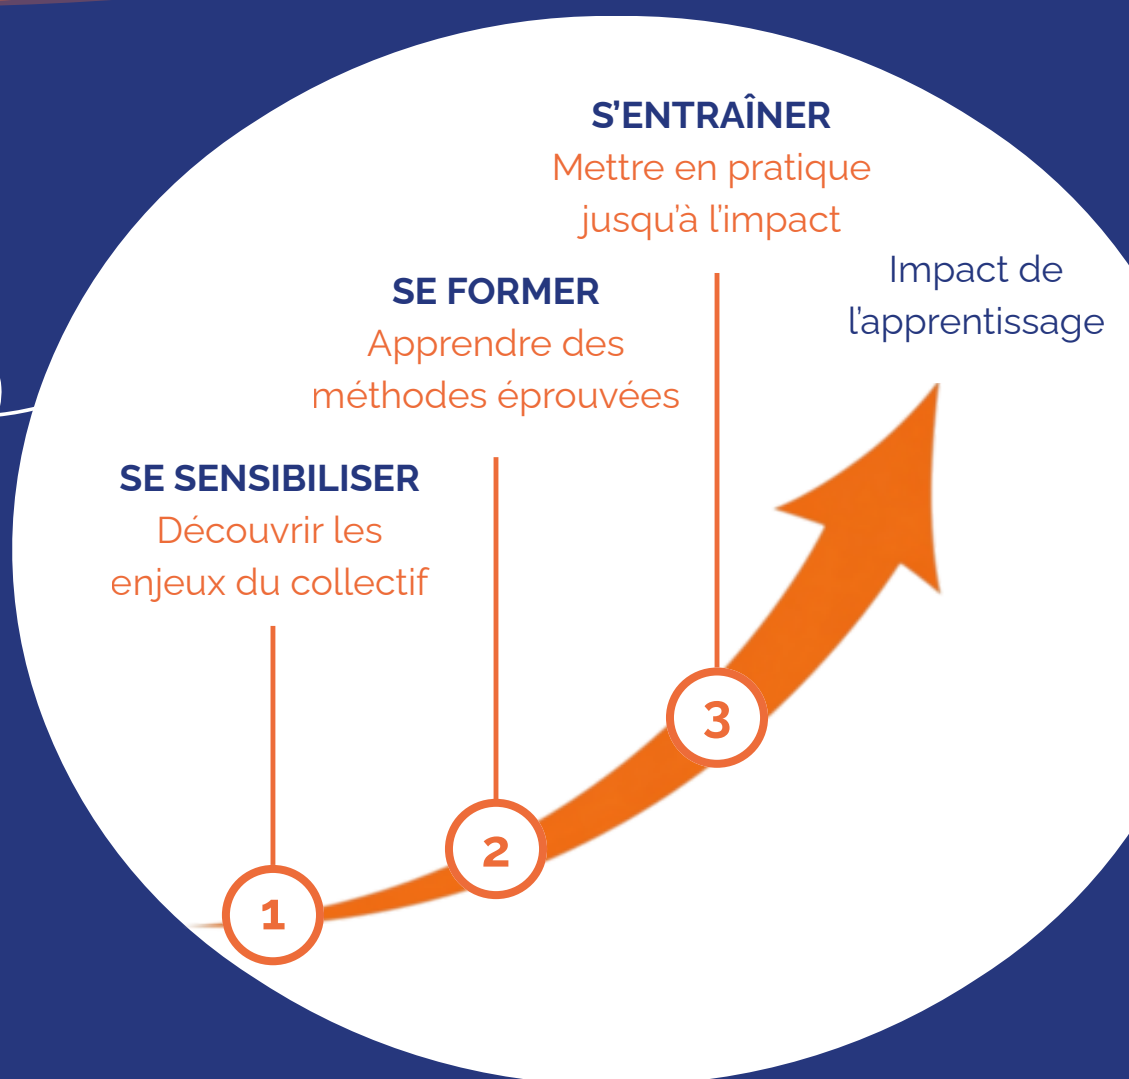 S’ENTRAÎNER
Mettre en pratique
jusqu’à l’impact
Impact de
l’apprentissage
SE FORMER
Apprendre des
méthodes éprouvées
SE SENSIBILISER
Découvrir les
enjeux du collectif
3
2
1